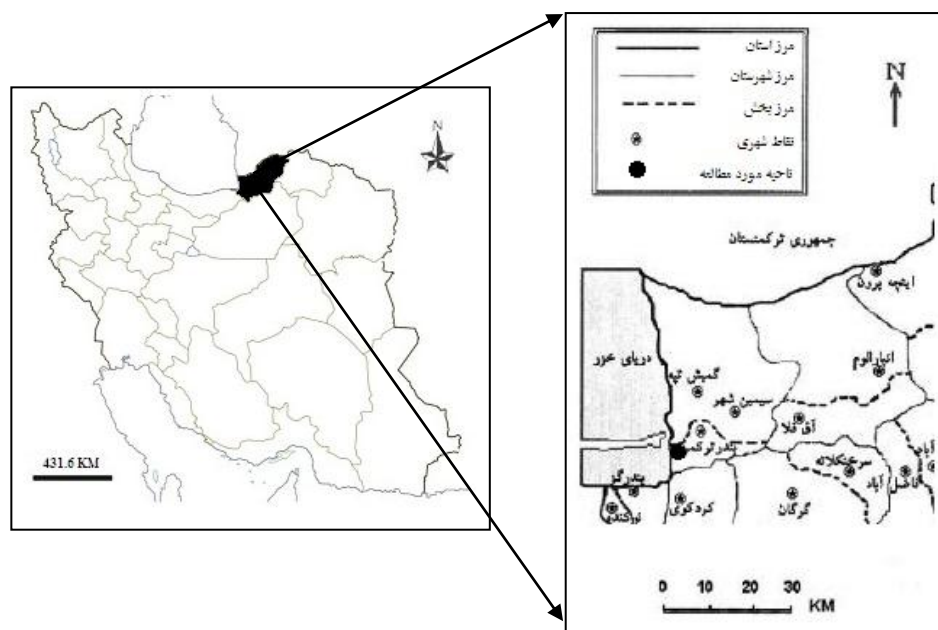 N
431.6 KM
مرز استان
مرز شهرستان
مرز بخش
نقاط شهری
ناحیه مورد مطالعه
N
جمهوری ترکمنستان
اینچه برون
دریای خزر
گمیش تپه
انبارالوم
سیمین شهر
آق قلا
بندرترکمن
سرخنکلاته
فاضل آباد
آباد
بندرگز
نوکنده
کردکوی
گرگان
0 10 20 30
KM